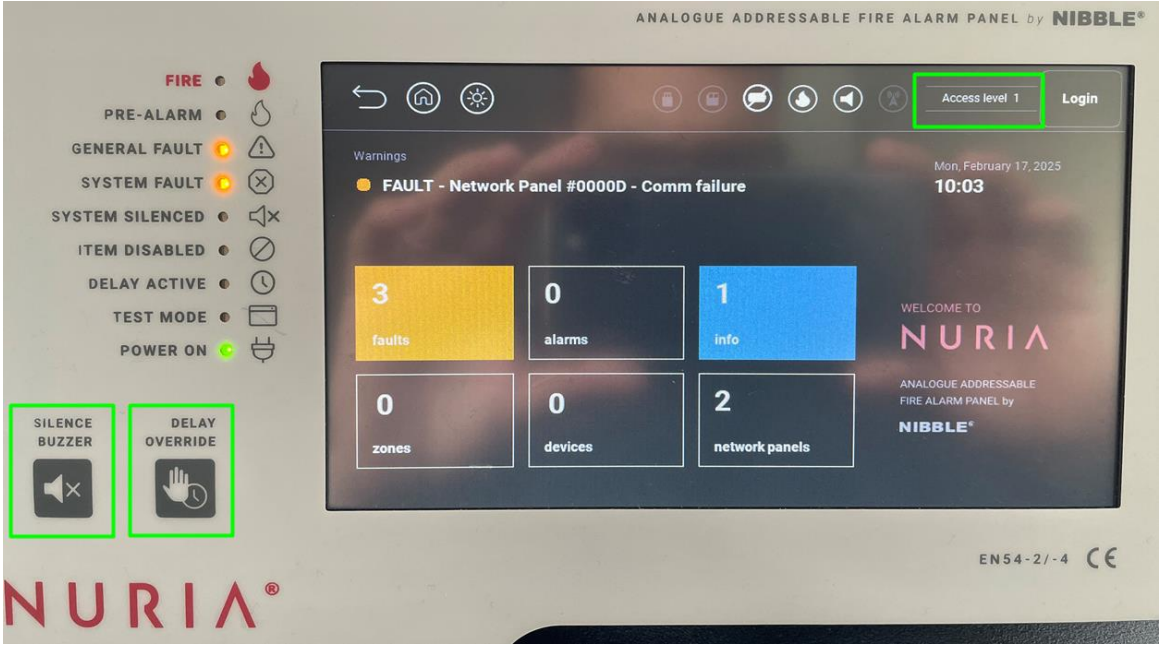 ANALOGUE ADDRESSABLE FIRE ALARM PANEL by NIBBLE®
FIRE
PRE-ALARM
GENERAL FAULT
SYSTEM FAULT
SYSTEM SILENCED
ITEM DISABLED
DELAY ACTIVE
TEST MODE
POWER ON
SILENCE
BUZZER
DELAY
OVERRIDE
NURIA®
Access level 1
Login
Warnings
FAULT - Network Panel #0000D - Comm failure
Mon, February 17, 2025
10:03
3
faults
0
alarms
1
info
0
zones
0
devices
2
network panels
WELCOME TO
NURIA
ANALOGUE ADDRESSABLE
FIRE ALARM PANEL by
NIBBLE®
EN54-2/-4 CE